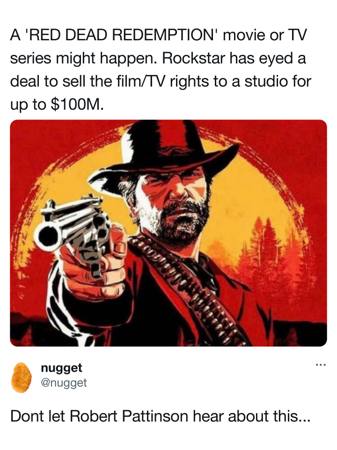 A 'RED DEAD REDEMPTION' movie or TV
series might happen. Rockstar has eyed a
deal to sell the film/TV rights to a studio for
up to $100M.
nugget
@nugget
Dont let Robert Pattinson hear about this...